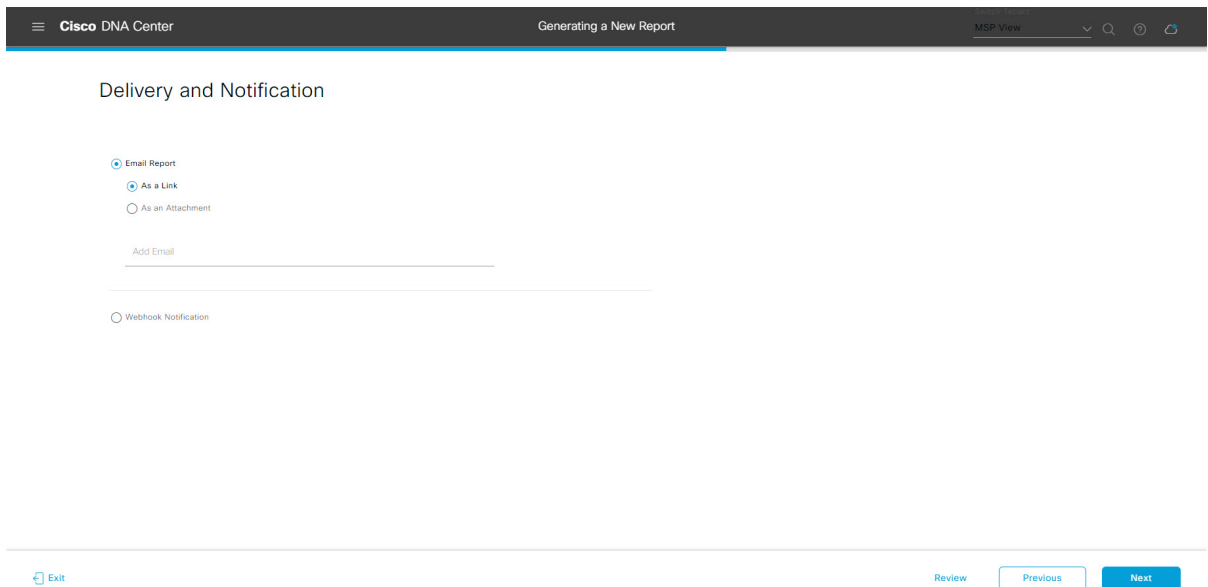 Cisco DNA Center
Generating a New Report
MSP View
Delivery and Notification
Email Report
As a Link
As an Attachment
Add Email
Webhook Notification
Exit
Review
Previous
Next